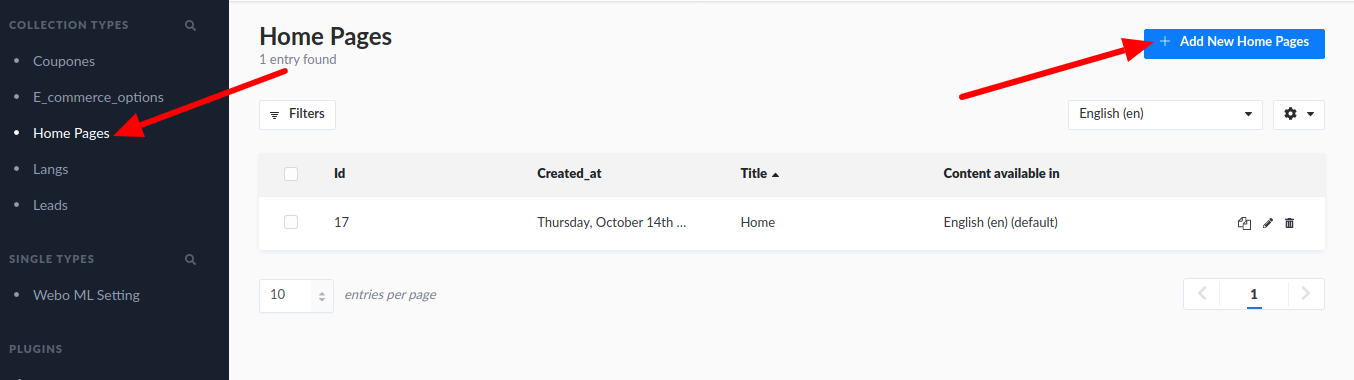 COLLECTION TYPES
Coupones
E_commerce_options
Home Pages
Langs
Leads
SINGLE TYPES
Webo ML Setting
PLUGINS
Home Pages
1 entry found
Add New Home Pages
Filters
English (en)
Id Created_at Title Content available in
17 Thursday, October 14th ... Home English (en) (default)
10 entries per page
1